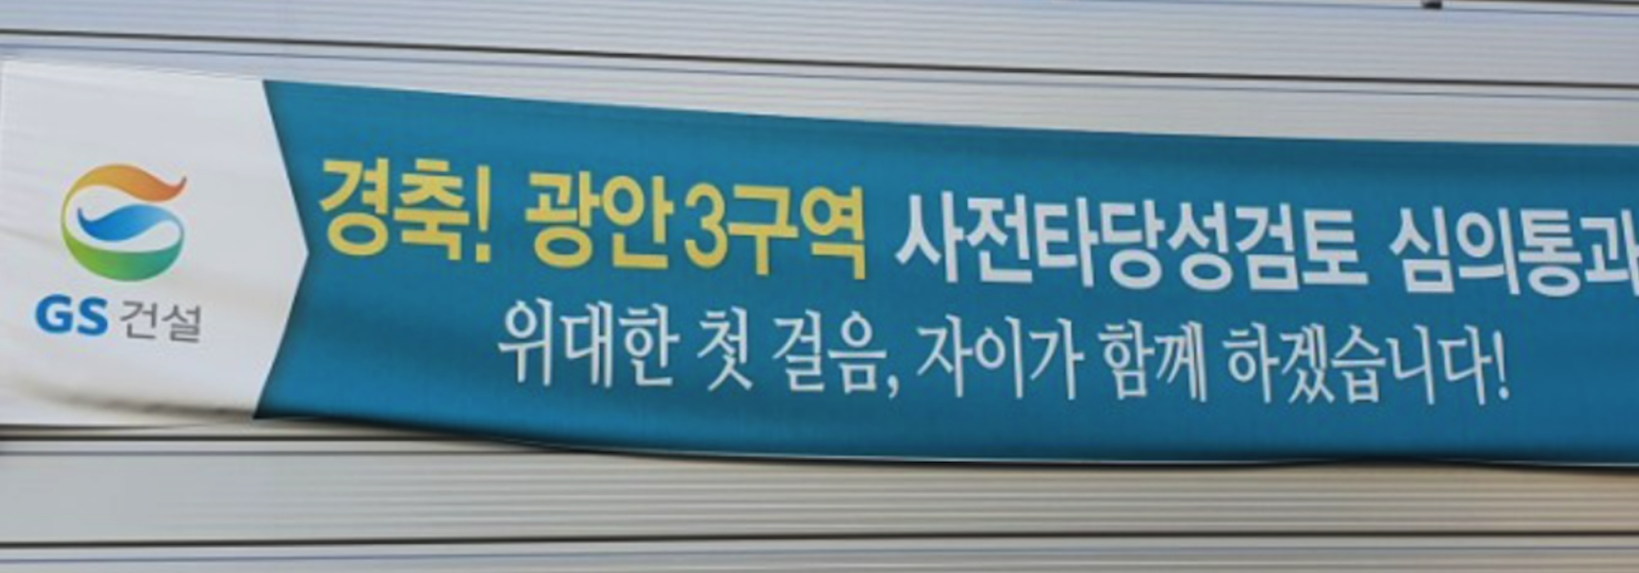 GS 건설
경축! 광안3구역 사전타당성검토 심의통과
위대한 첫 걸음, 자이가 함께 하겠습니다!